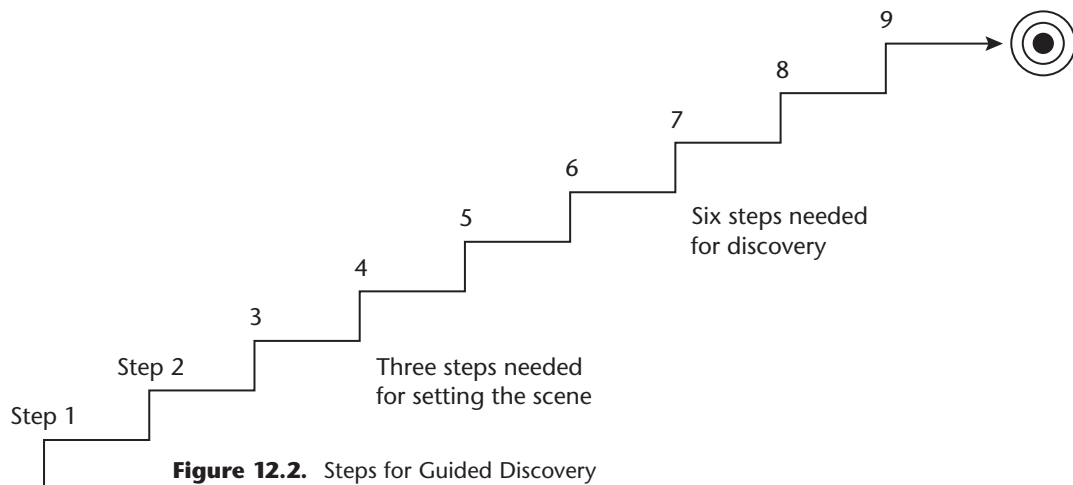 9
8
7
6
Six steps needed
for discovery
5
4
3
Three steps needed
for setting the scene
Step 2
Step 1
Figure 12.2. Steps for Guided Discovery